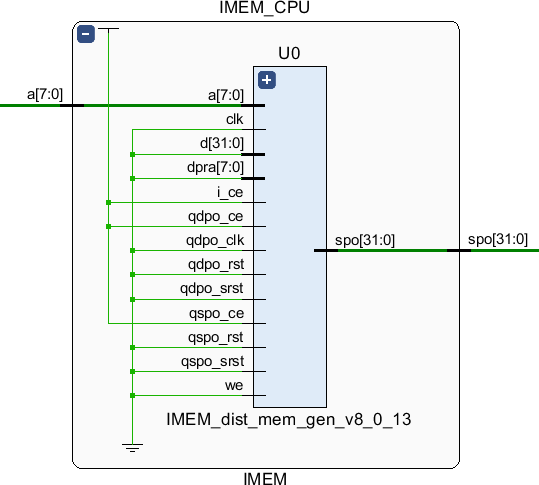 IMEM_CPU
U0
a[7:0]
a[7:0]
clk
d[31:0]
dpra[7:0]
i_ce
qdpo_ce
qdpo_clk
spo[31:0]
spo[31:0]
qdpo_rst
qdpo_srst
qspo_ce
qspo_rst
qspo_srst
we
IMEM_dist_mem_gen_v8_0_13
IMEM